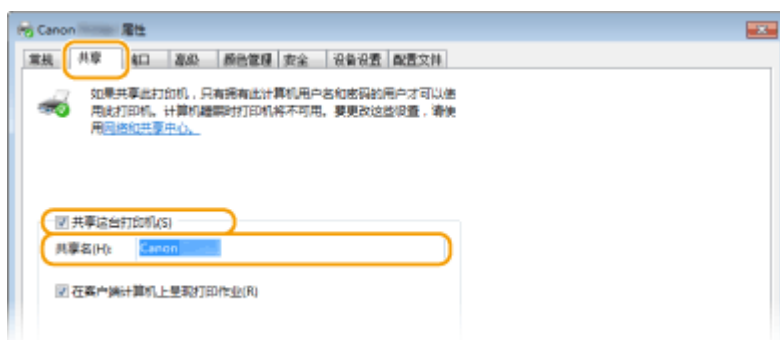 Canon 属性
常规 共享 端口 高级 颜色管理 安全 设备设置 配置文件
如果共享此打印机，只有拥有此计算机用户名和密码的用户才可以使
用此打印机。计算机睡眠时打印机将不可用。要更改这些设置，请使
用网络和共享中心。
共享这台打印机(S)
共享名(H): Canon
在客户端计算机上呈现打印作业(R)